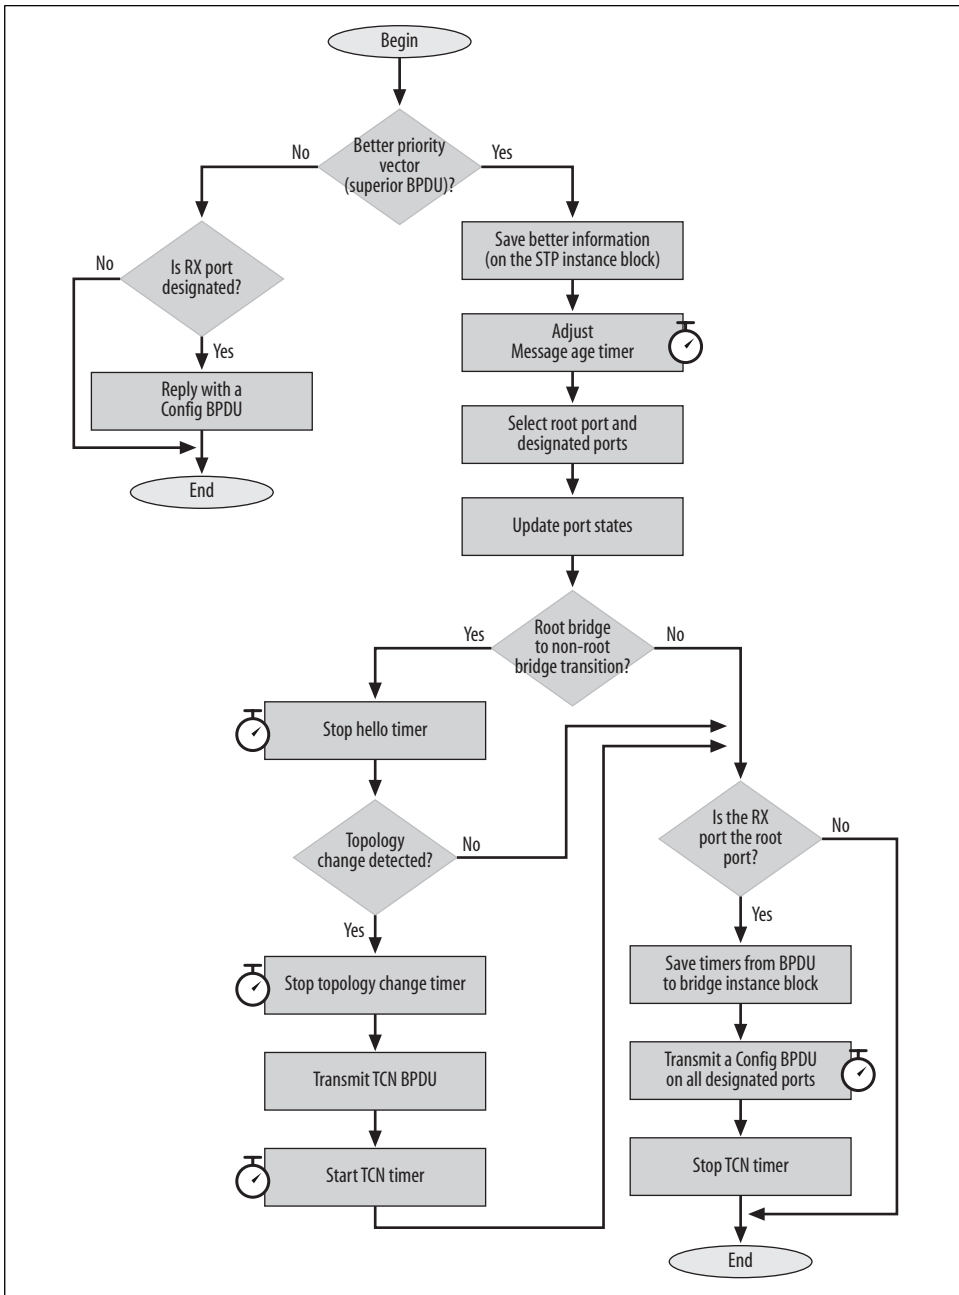 Begin
Better priority
vector
(superior BPDU)?
No
Yes
Is RX port
designated?
No
Yes
Reply with a
Config BPDU
End
Save better information
(on the STP instance block)
Adjust
Message age timer
Select root port and
designated ports
Update port states
Root bridge
to non-root
bridge transition?
Yes
No
Stop hello timer
Topology
change detected?
No
Yes
Stop topology change timer
Transmit TCN BPDU
Start TCN timer
Is the RX
port the root
port?
No
Yes
Save timers from BPDU
to bridge instance block
Transmit a Config BPDU
on all designated ports
Stop TCN timer
End